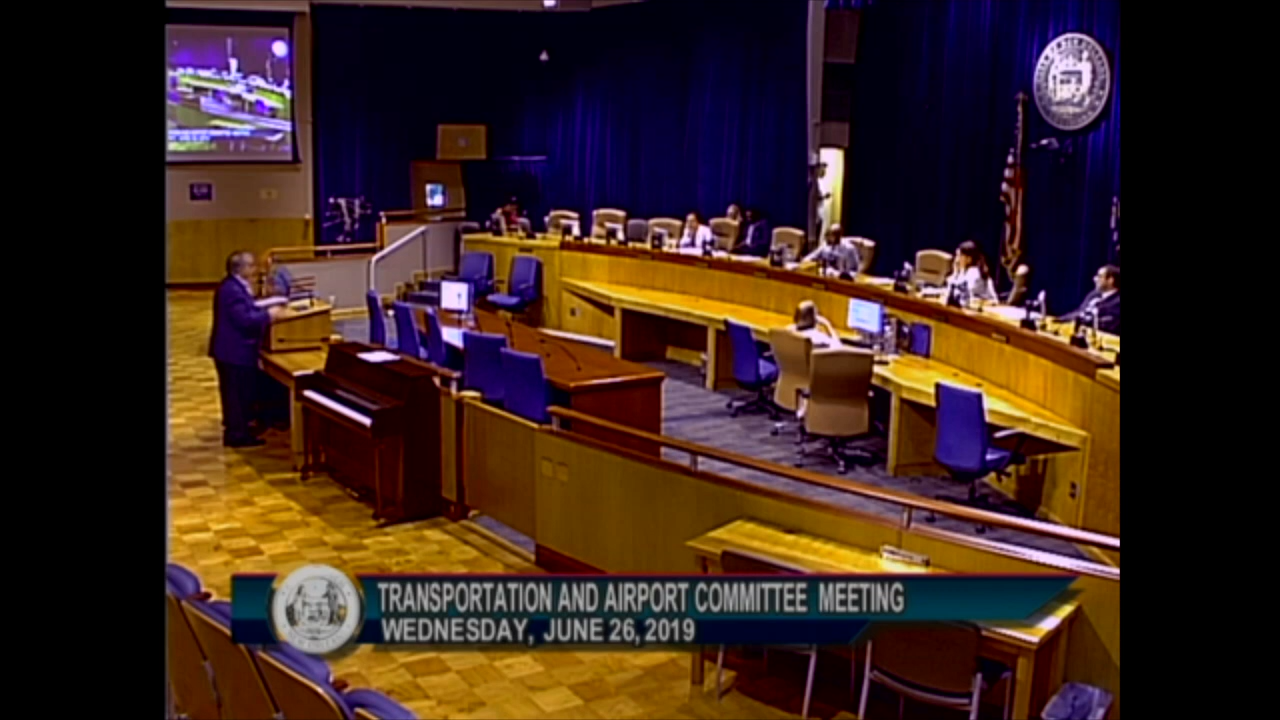 TRANSPORTATION AND AIRPORT COMMITTEE MEETING
WEDNESDAY, JUNE 26, 2019